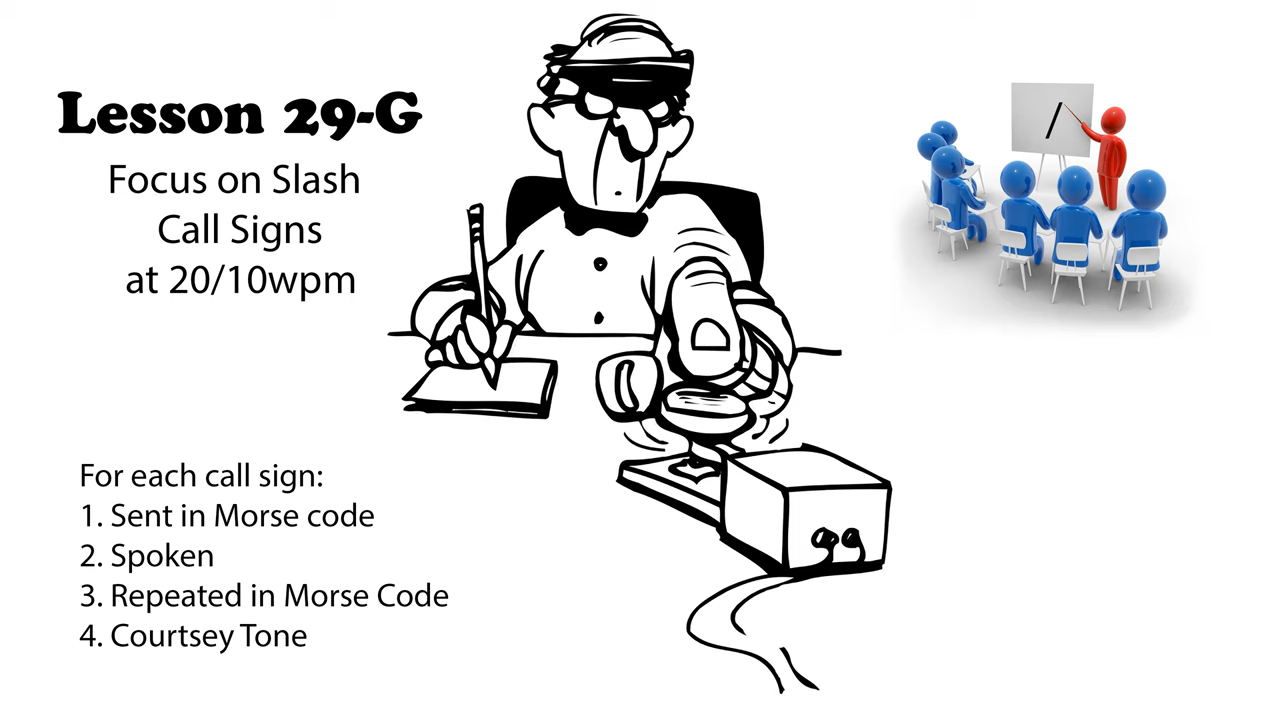 Lesson 29-G
Focus on Slash
Call Signs
at 20/10wpm
/
For each call sign:
1. Sent in Morse code
2. Spoken
3. Repeated in Morse Code
4. Courtsey Tone